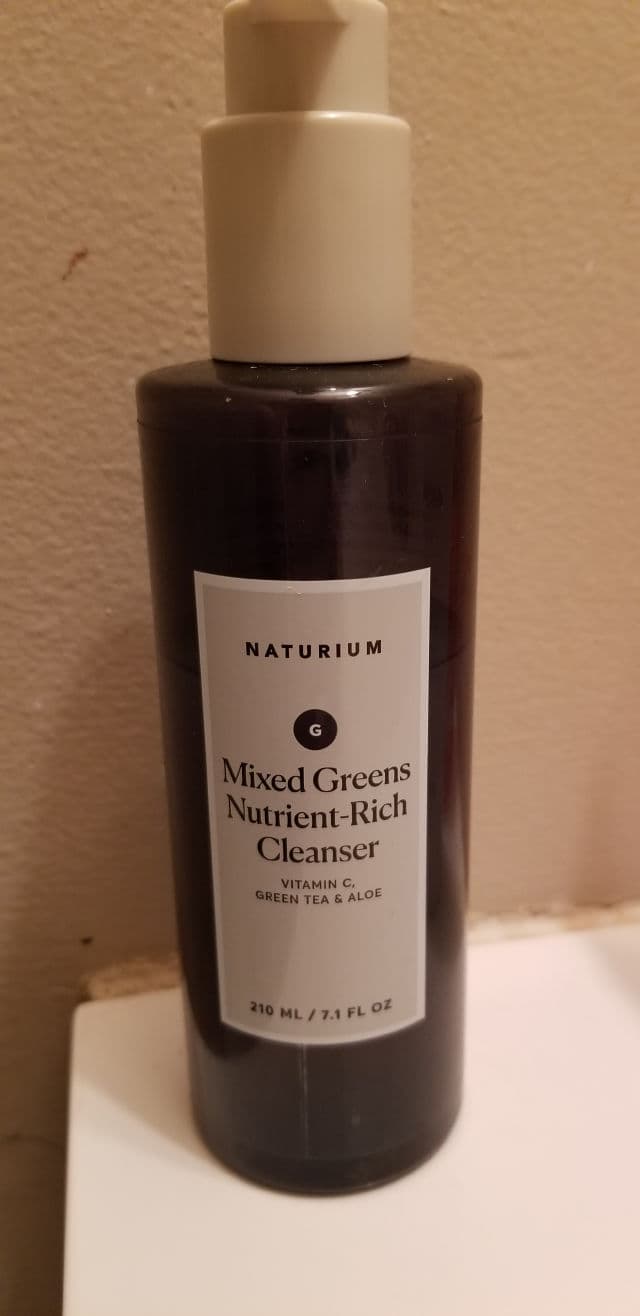 NATURIUM
G
Mixed Greens
Nutrient-Rich
Cleanser
VITAMIN C,
GREEN TEA & ALOE
210 ML / 7.1 FL OZ